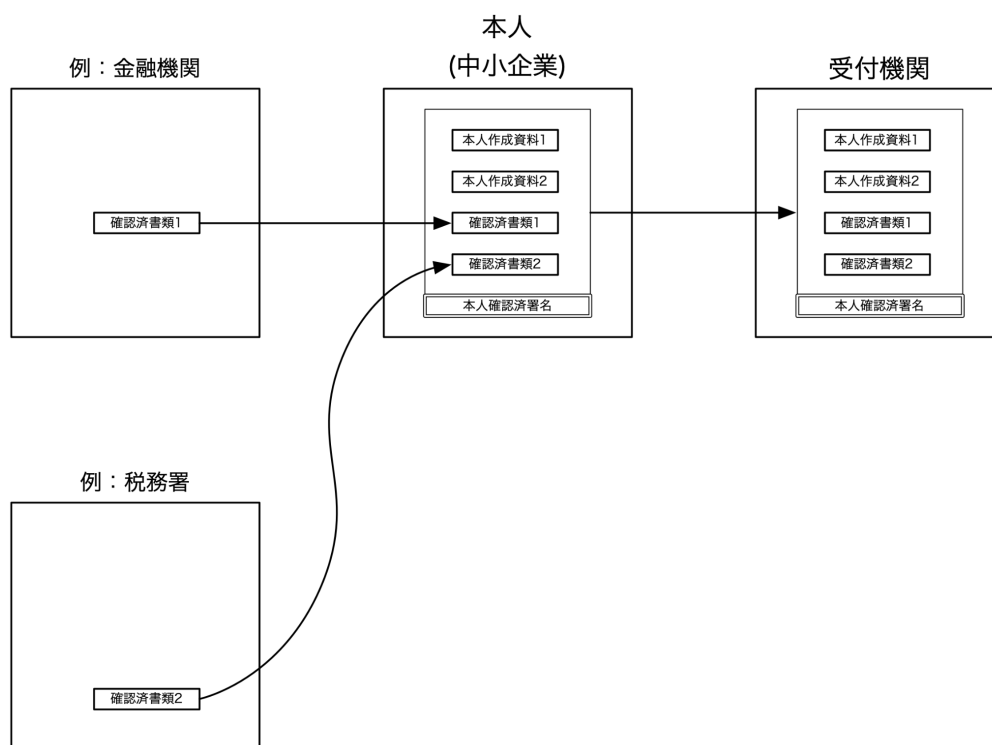 例：金融機関
確認済書類1
本人
(中小企業)
本人作成資料1
本人作成資料2
確認済書類1
確認済書類2
本人確認済署名
受付機関
本人作成資料1
本人作成資料2
確認済書類1
確認済書類2
本人確認済署名
例：税務署
確認済書類2